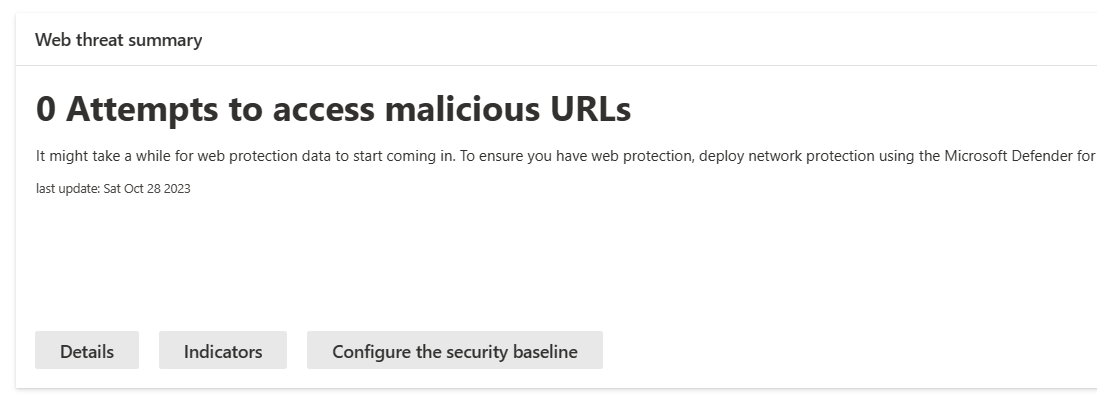 Web threat summary
0 Attempts to access malicious URLs
It might take a while for web protection data to start coming in. To ensure you have web protection, deploy network protection using the Microsoft Defender for
last update: Sat Oct 28 2023
Details
Indicators
Configure the security baseline